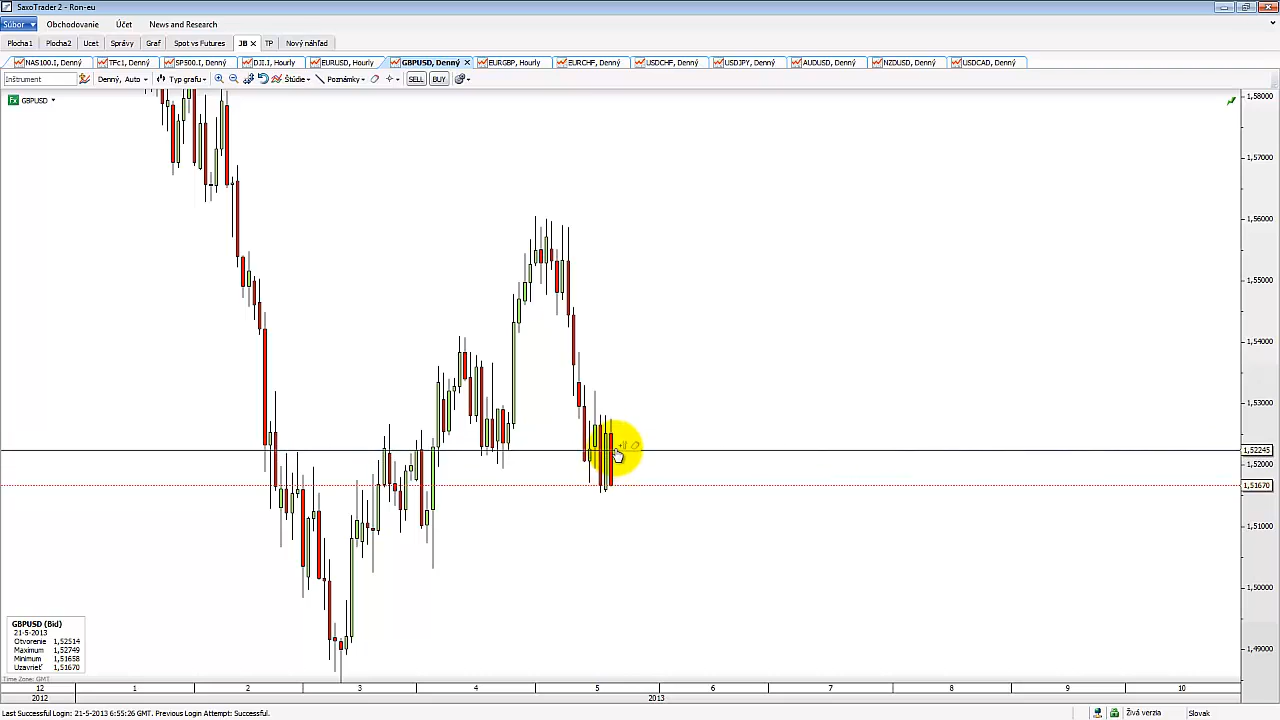 SaxoTrader 2 - Ron-eu
Súbor Obchodovanie Účet News and Research
Plocha1 Plocha2 Ucet Správy Graf Spot vs Futures JB TP Nový náhľad
NAS100.I, Denný TFc1, Denný SP500.I, Denný DJI.I, Hourly EURUSD, Hourly GBPUSD, Denný EURGBP, Hourly EURCHF, Denný USDCHF, Denný USDJPY, Denný AUDUSD, Denný NZDUSD, Denný USDCAD, Denný
Inštrument Denný, Auto Typ grafu Štúdie Poznámky SELL BUY
Fx GBPUSD
1,58000
1,57000
1,56000
1,55000
1,54000
1,53000
1,52245
1,52000
1,51670
1,51000
1,50000
1,49000
GBPUSD (Bid)
21-5-2013
Otvorenie 1,52514
Maximum 1,52749
Minimum 1,51658
Uzavrieť 1,51670
Time Zone: GMT
12 1 2 3 4 5 6 7 8 9 10
2012 2013
Last Successful Login: 21-5-2013 6:55:26 GMT. Previous Login Attempt: Successful. Živá verzia Slovak